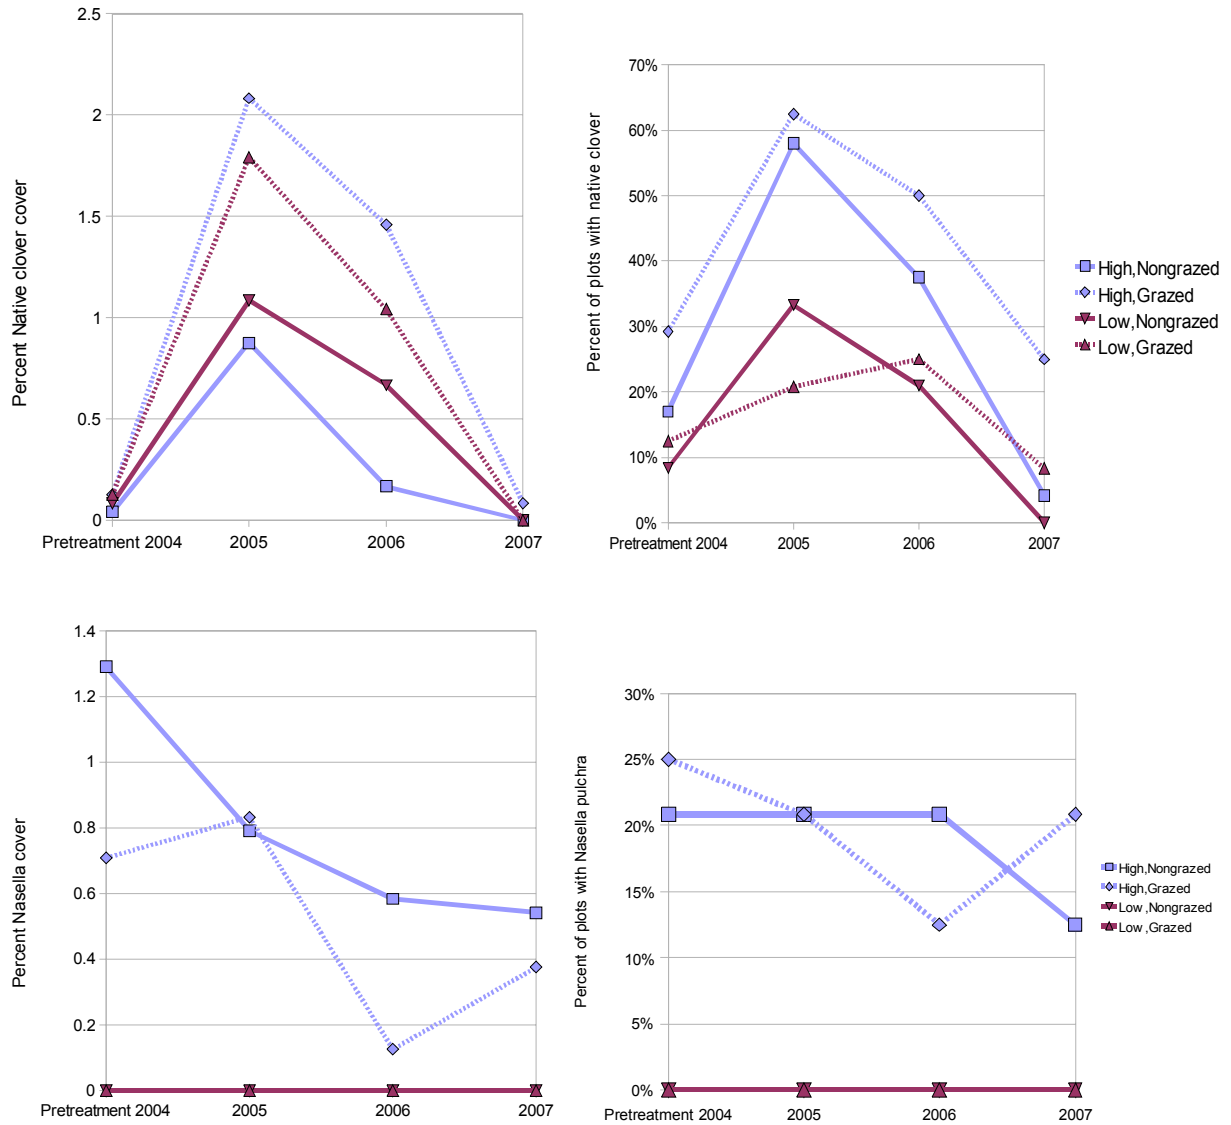 2.5
2
1.5
1
0.5
0
Percent Native clover cover
Pretreatment 2004 2005 2006 2007
70%
60%
50%
40%
30%
20%
10%
0%
Percent of plots with native clover
Pretreatment 2004 2005 2006 2007
High,Nongrazed
High,Grazed
Low,Nongrazed
Low,Grazed
1.4
1.2
1
0.8
0.6
0.4
0.2
0
Percent Nasella cover
Pretreatment 2004 2005 2006 2007
30%
25%
20%
15%
10%
5%
0%
Percent of plots with Nasella pulchra
Pretreatment 2004 2005 2006 2007
High,Nongrazed
High,Grazed
Low,Nongrazed
Low,Grazed